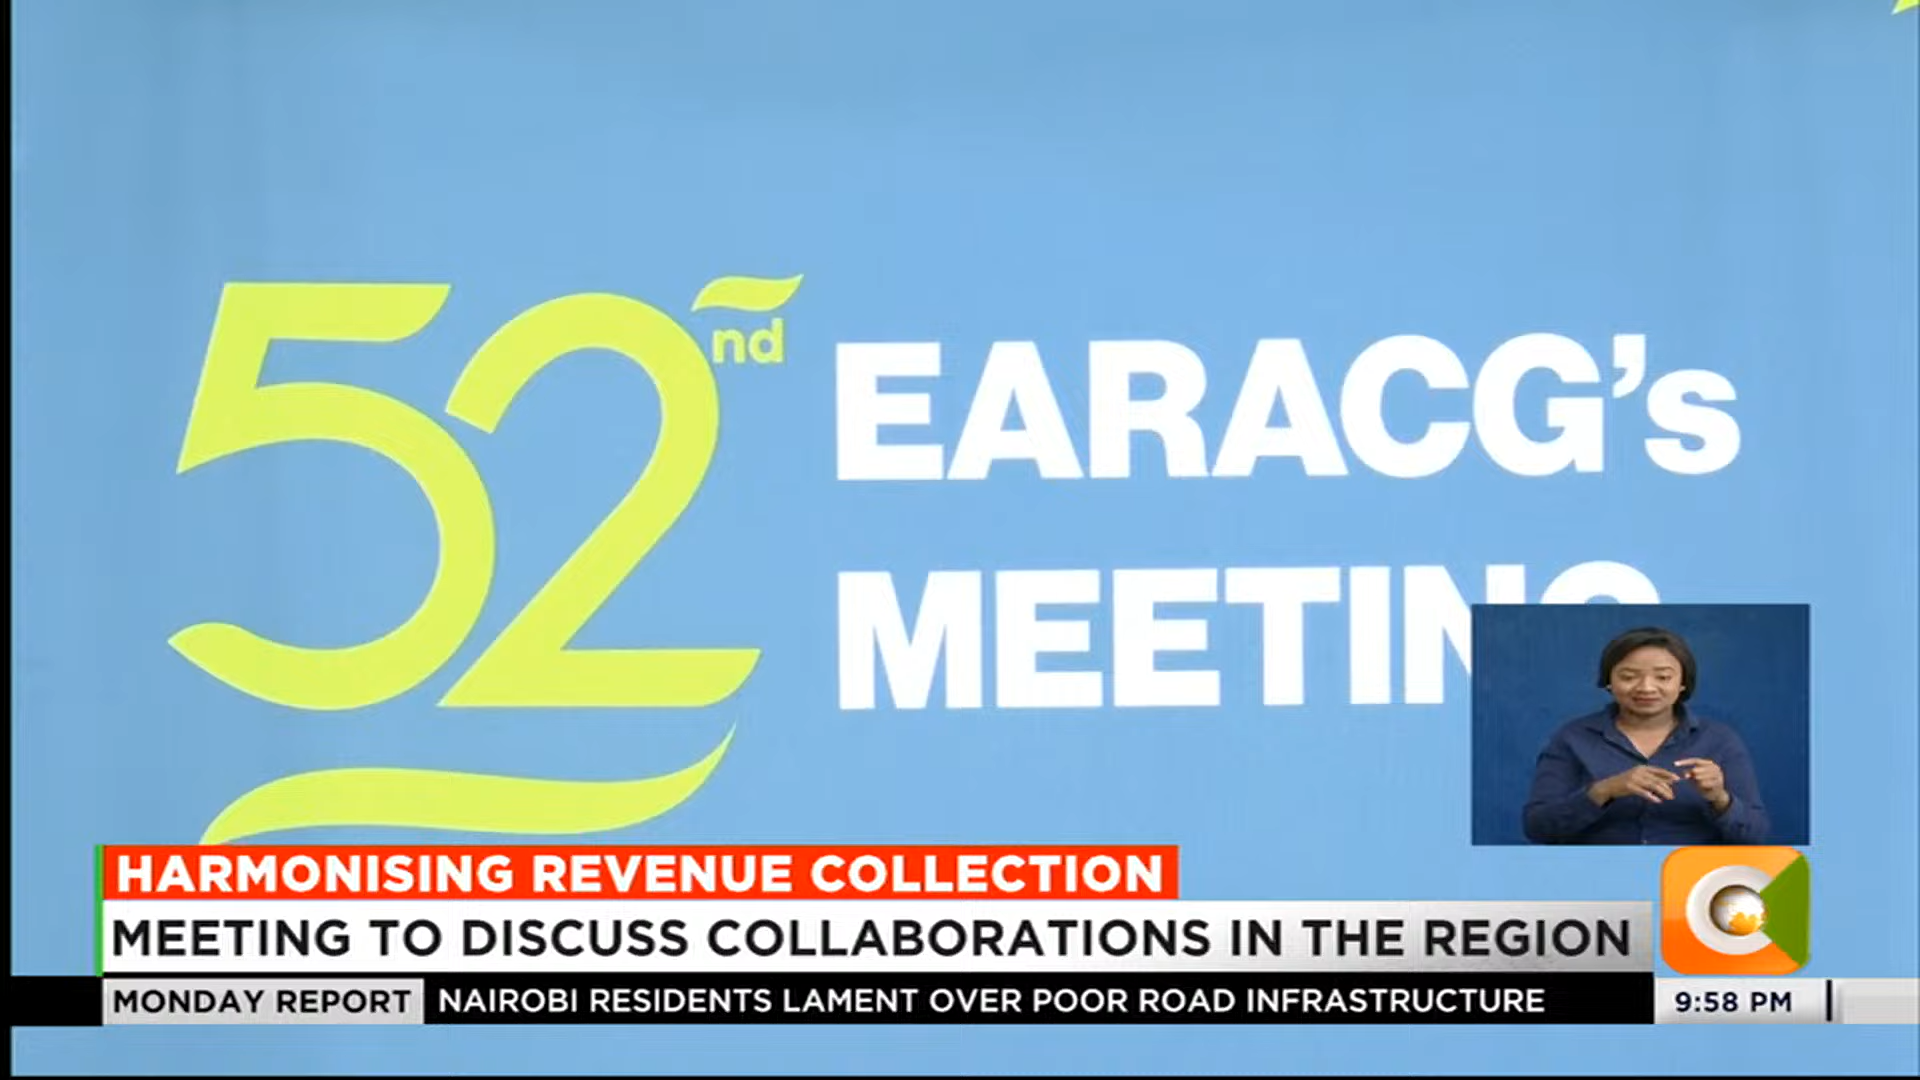 52nd
EARACG's
MEETING
HARMONISING REVENUE COLLECTION
MEETING TO DISCUSS COLLABORATIONS IN THE REGION
MONDAY REPORT NAIROBI RESIDENTS LAMENT OVER POOR ROAD INFRASTRUCTURE
9:58 PM